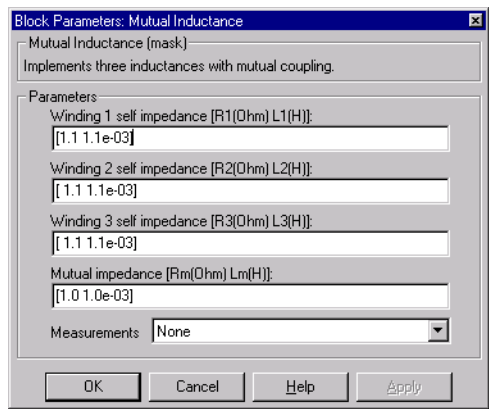 Block Parameters: Mutual Inductance
Mutual Inductance (mask)
Implements three inductances with mutual coupling.
Parameters
Winding 1 self impedance [R1(Ohm) L1(H)]:
[1.1 1.1e-03]
Winding 2 self impedance [R2(Ohm) L2(H)]:
[ 1.1 1.1e-03]
Winding 3 self impedance [R3(Ohm) L3(H)]:
[ 1.1 1.1e-03]
Mutual impedance [Rm(Ohm) Lm(H)]:
[1.0 1.0e-03]
Measurements None
OK Cancel Help Apply